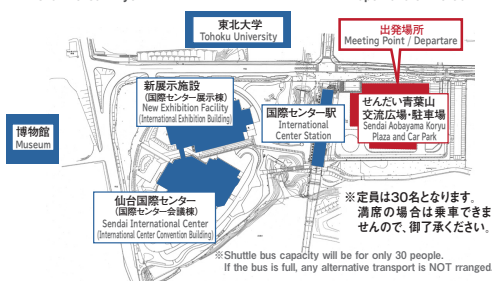 東北大学
Tohoku University
出発場所
Meeting Point / Departare
新展示施設
(国際センター展示棟)
New Exhibition Facility
(International Exhibition Building)
国際センター駅
International
Center Station
せんだい青葉山
交流広場・駐車場
Sendai Aobayama Koryu
Plaza and Car Park
博物館
Museum
仙台国際センター
(国際センター会議棟)
Sendai International Center
(International Center Convention Building)
※定員は30名となります。
満席の場合は乗車できま
せんので、御了承ください。
※Shuttle bus capacity will be for only 30 people.
If the bus is full, any alternative transport is NOT rranged.